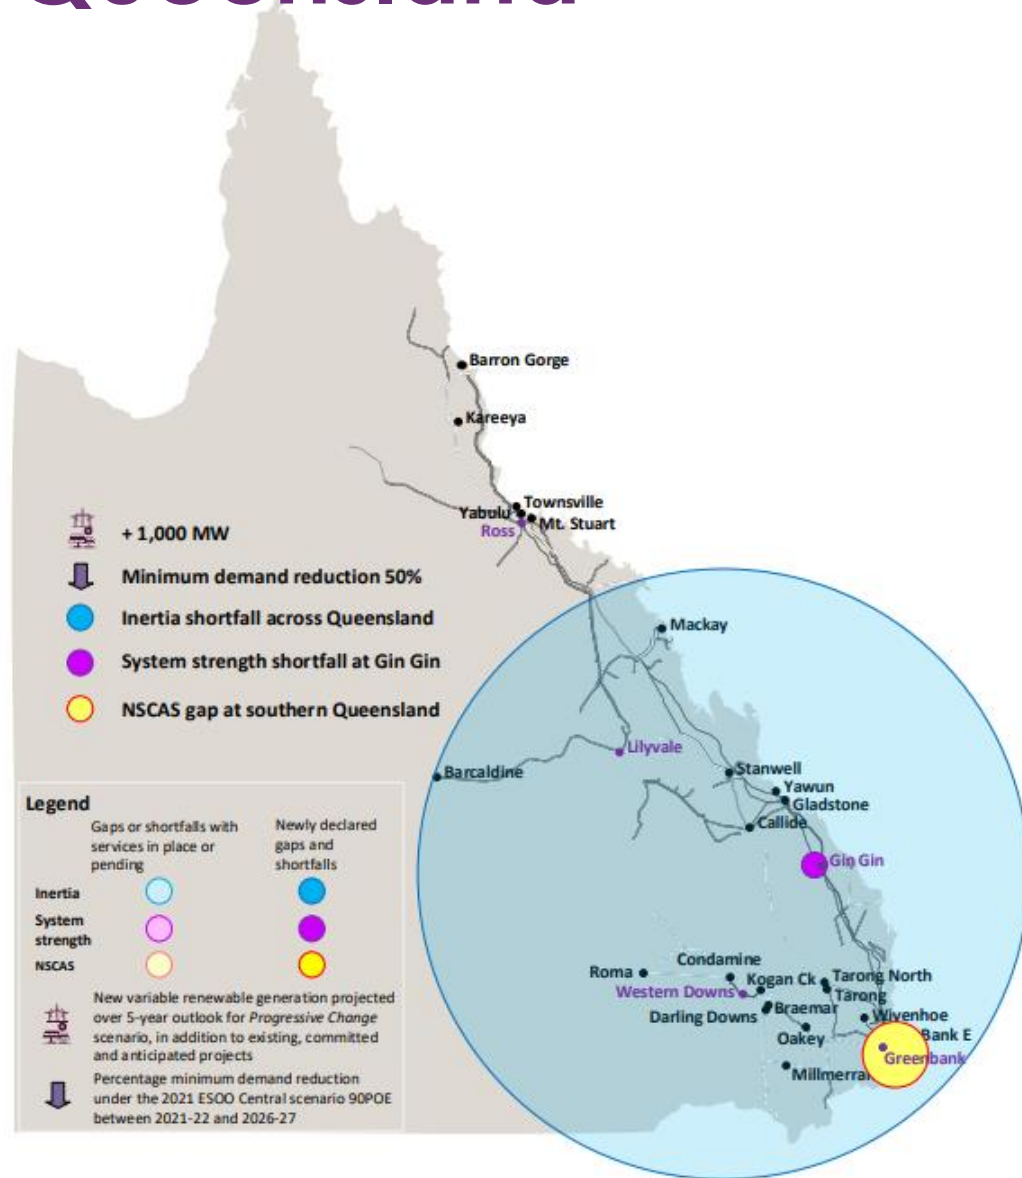 Queensland
Barron Gorge
Kareeya
Townsville
Yabulu
Mt. Stuart
Ross
+ 1,000 MW
Minimum demand reduction 50%
Inertia shortfall across Queensland
System strength shortfall at Gin Gin
NSCAS gap at southern Queensland
Mackay
Lilyvale
Barcaldine
Stanwell
Yawun
Gladstone
Callide
Gin Gin
Roma
Condamine
Western Downs
Kogan Ck
Tarong North
Tarong
Darling Downs
Braemar
Wivenhoe
Oakey
Bank E
Greenbank
Millmerran
Legend
Gaps or shortfalls with
services in place or
pending
Newly declared
gaps and
shortfalls
Inertia
System
strength
NSCAS
New variable renewable generation projected
over 5-year outlook for Progressive Change
scenario, in addition to existing, committed
and anticipated projects
Percentage minimum demand reduction
under the 2021 ESOO Central scenario 90POE
between 2021-22 and 2026-27